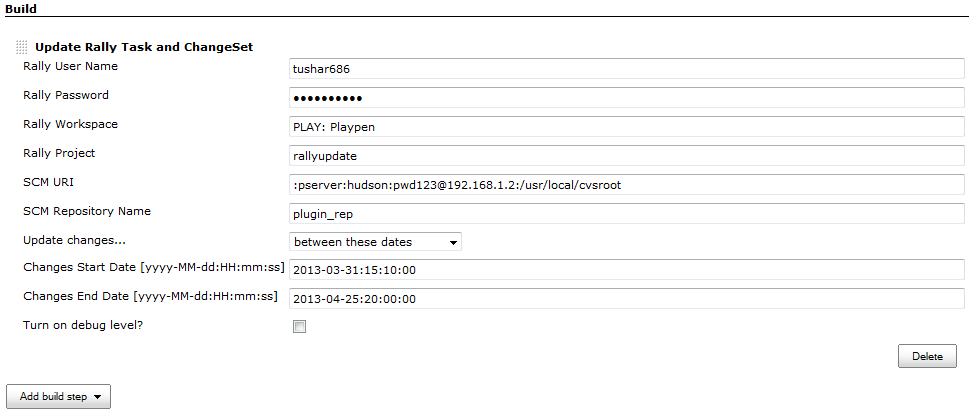 Build
Update Rally Task and ChangeSet
Rally User Name tushar686
Rally Password ••••••••••
Rally Workspace PLAY: Playpen
Rally Project rallyupdate
SCM URI :pserver:hudson:pwd123@192.168.1.2:/usr/local/cvsroot
SCM Repository Name plugin_rep
Update changes... between these dates
Changes Start Date [yyyy-MM-dd:HH:mm:ss] 2013-03-31:15:10:00
Changes End Date [yyyy-MM-dd:HH:mm:ss] 2013-04-25:20:00:00
Turn on debug level?
Delete
Add build step